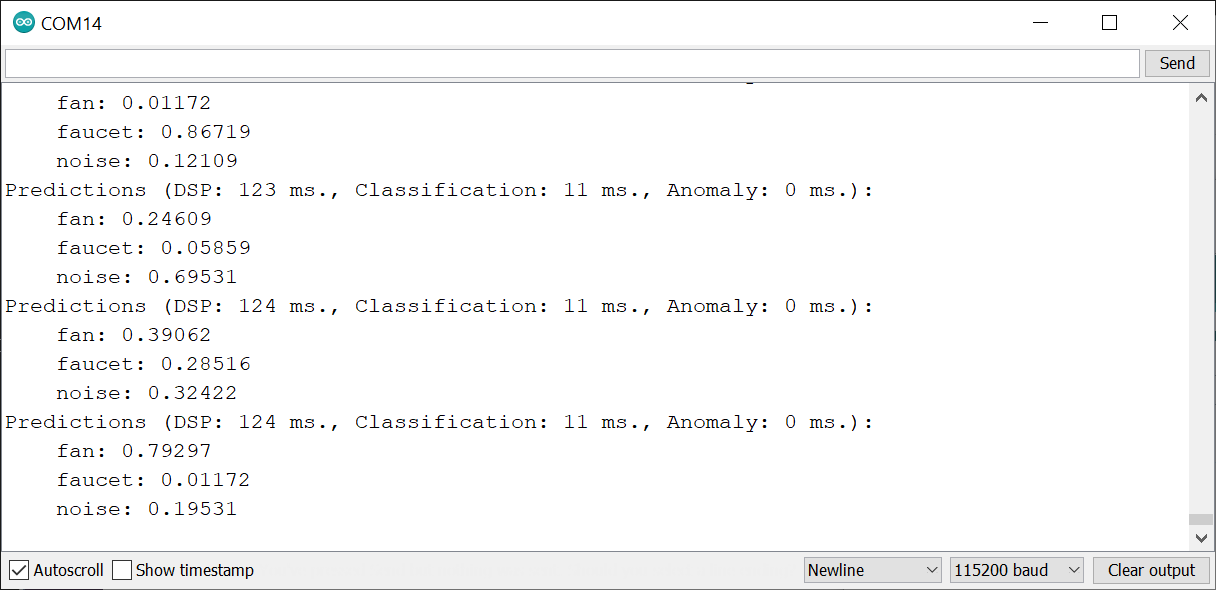 COM14
Send
fan: 0.01172
faucet: 0.86719
noise: 0.12109
Predictions (DSP: 123 ms., Classification: 11 ms., Anomaly: 0 ms.):
fan: 0.24609
faucet: 0.05859
noise: 0.69531
Predictions (DSP: 124 ms., Classification: 11 ms., Anomaly: 0 ms.):
fan: 0.39062
faucet: 0.28516
noise: 0.32422
Predictions (DSP: 124 ms., Classification: 11 ms., Anomaly: 0 ms.):
fan: 0.79297
faucet: 0.01172
noise: 0.19531
Autoscroll Show timestamp Newline 115200 baud Clear output